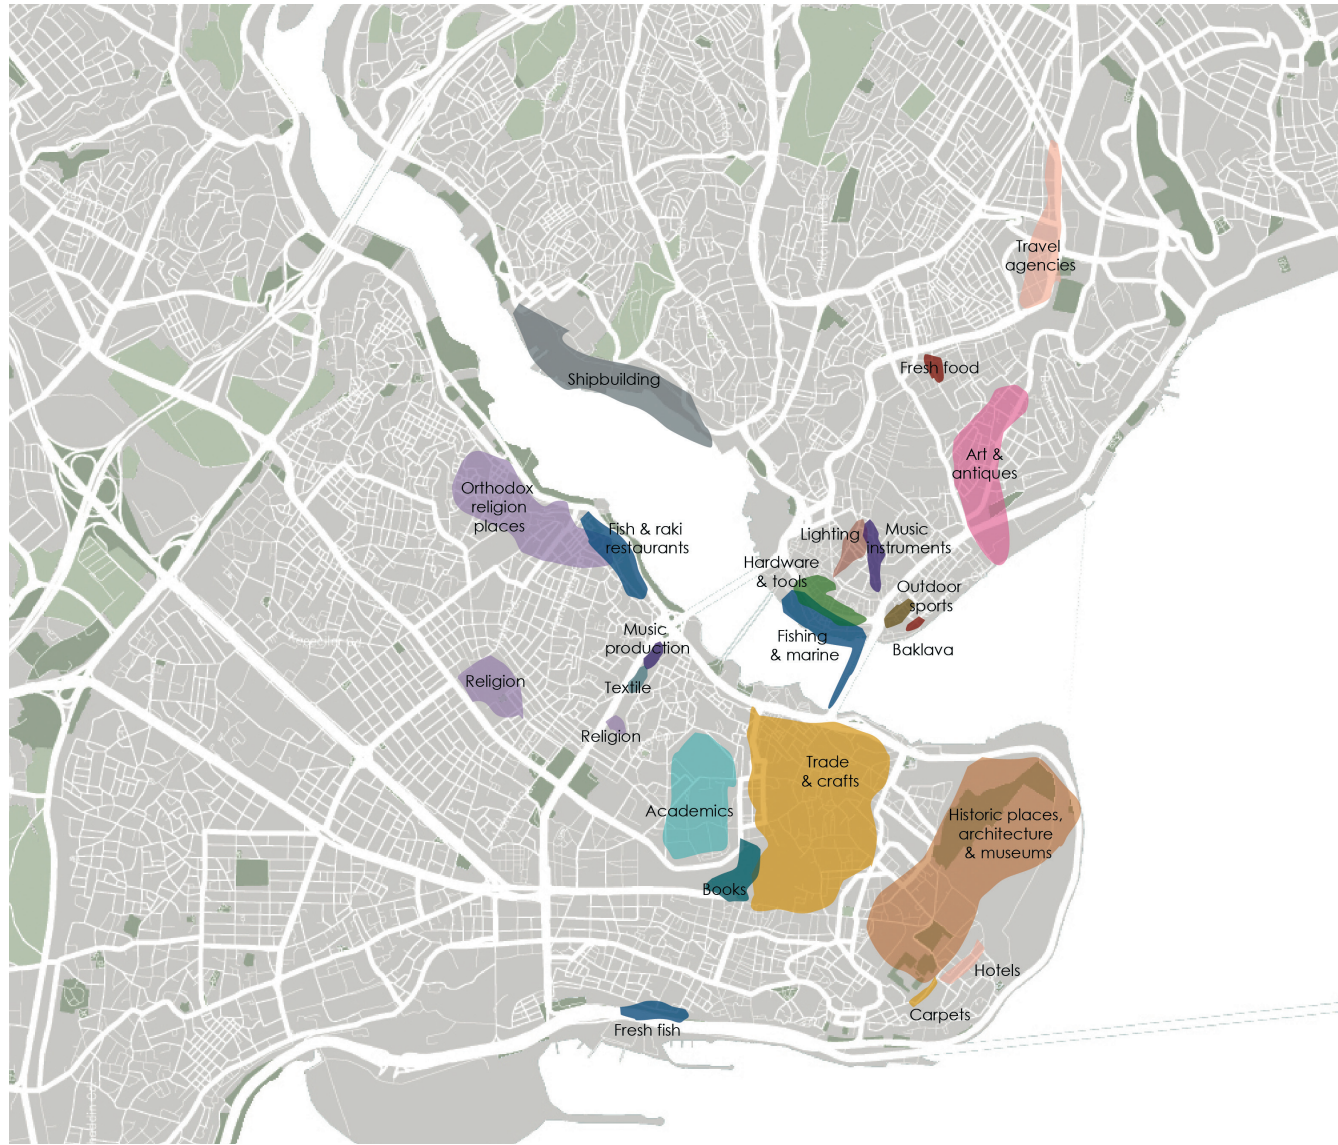 Travel
agencies
Fresh food
Shipbuilding
Art &
antiques
Orthodox
religion
places
Fish & raki
restaurants
Lighting
Music
instruments
Hardware
& tools
Outdoor
sports
Fishing
& marine
Baklava
Music
production
Textile
Religion
Religion
Trade
& crafts
Academics
Historic places,
architecture
& museums
Books
Hotels
Carpets
Fresh fish